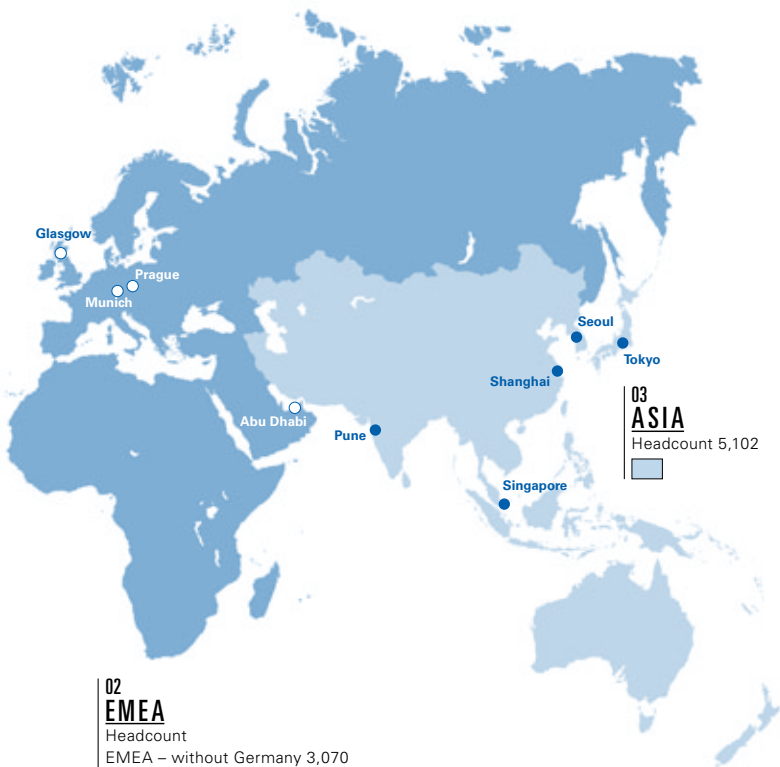 Glasgow
Prague
Munich
Seoul
Tokyo
Shanghai
Abu Dhabi
Pune
Singapore
03
ASIA
Headcount 5,102
02
EMEA
Headcount
EMEA – without Germany 3,070